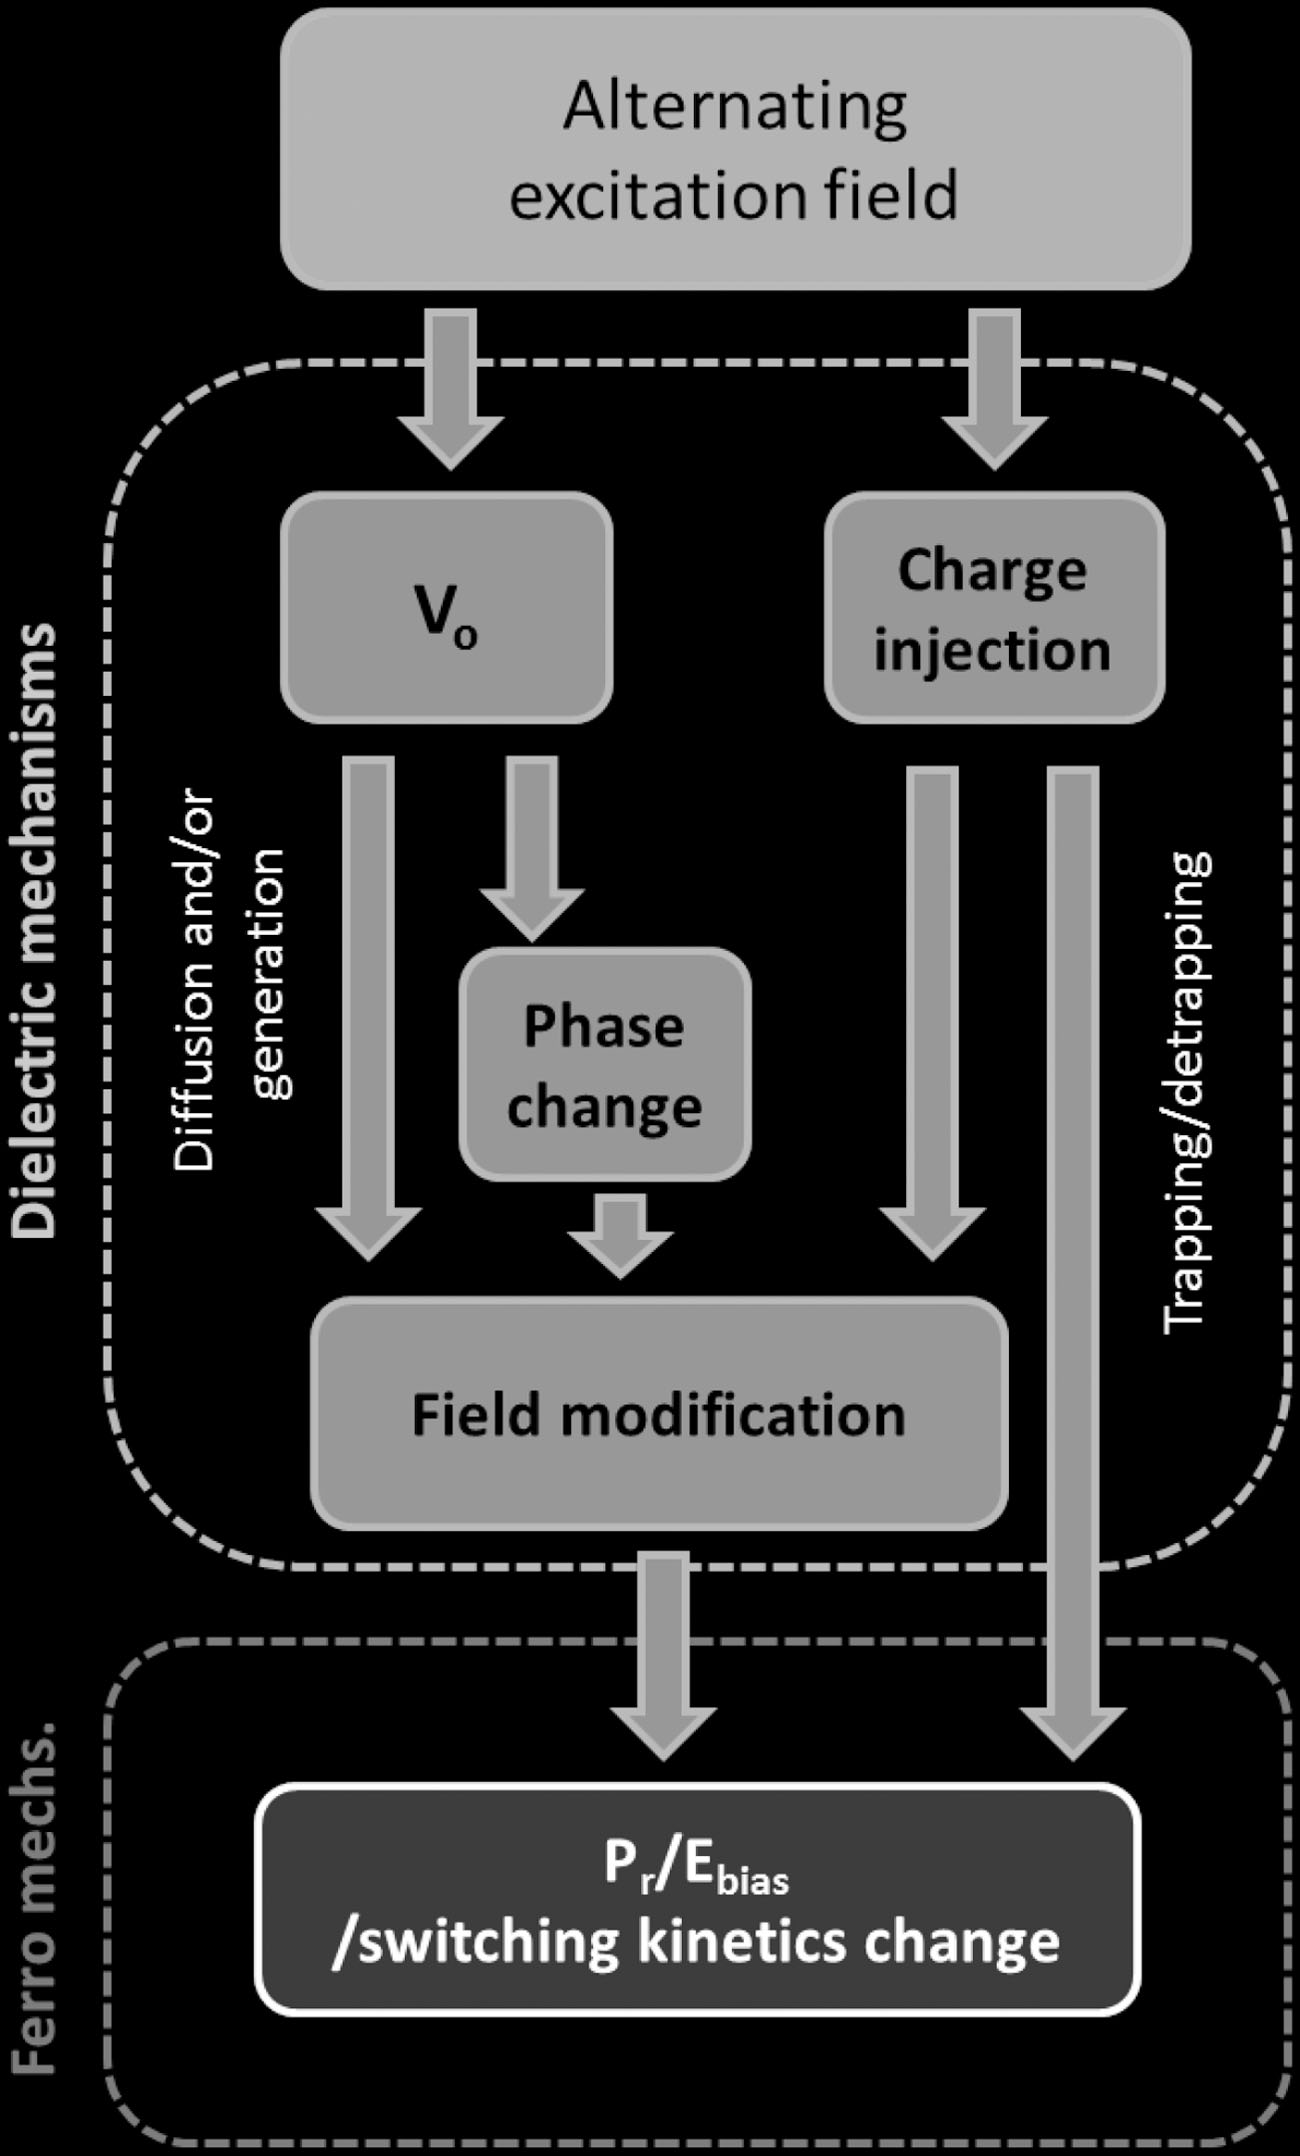 Alternating
excitation field
Dielectric mechanisms
V₀
Charge
injection
Diffusion and/or
generation
Phase
change
Trapping/detrapping
Field modification
Ferro mechs.
Pr/Ebias
/switching kinetics change